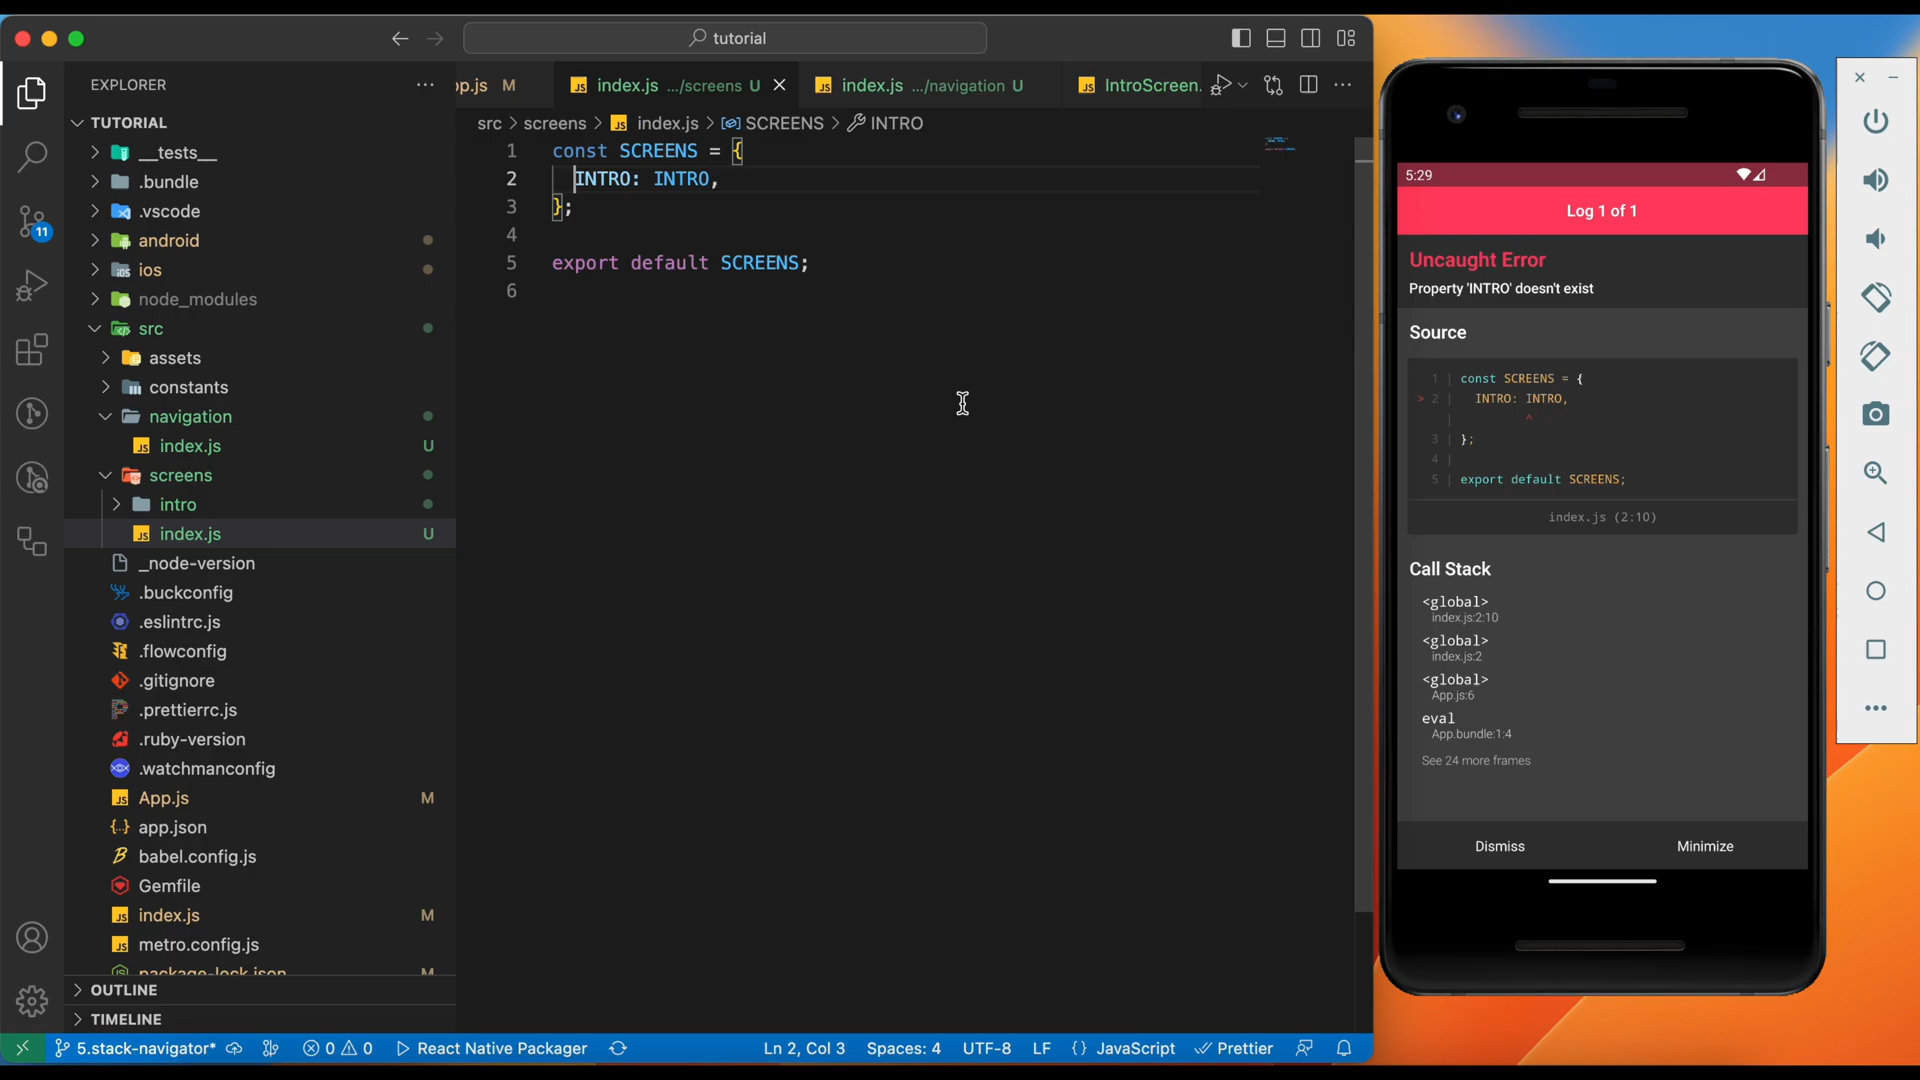 tutorial
EXPLORER
pp.js M
index.js .../screens U
index.js .../navigation U
IntroScreen.
src > screens > index.js > SCREENS > INTRO
TUTORIAL
__tests__
.bundle
.vscode
android
ios
node_modules
src
assets
constants
navigation
index.js U
screens
intro
index.js U
_node-version
.buckconfig
.eslintrc.js
.flowconfig
.gitignore
.prettierrc.js
.ruby-version
.watchmanconfig
App.js M
app.json
babel.config.js
Gemfile
index.js M
metro.config.js
package-lock.json M
OUTLINE
TIMELINE
11
1 const SCREENS = {
2 INTRO: INTRO,
3 };
4
5 export default SCREENS;
6
5.stack-navigator*
0 0
React Native Packager
Ln 2, Col 3
Spaces: 4
UTF-8
LF
{} JavaScript
Prettier
5:29
Log 1 of 1
Uncaught Error
Property 'INTRO' doesn't exist
Source
1 | const SCREENS = {
> 2 | INTRO: INTRO,
| ^
3 | };
4 |
5 | export default SCREENS;
index.js (2:10)
Call Stack
<global>
index.js:2:10
<global>
index.js:2
<global>
App.js:6
eval
App.bundle:1:4
See 24 more frames
Dismiss
Minimize